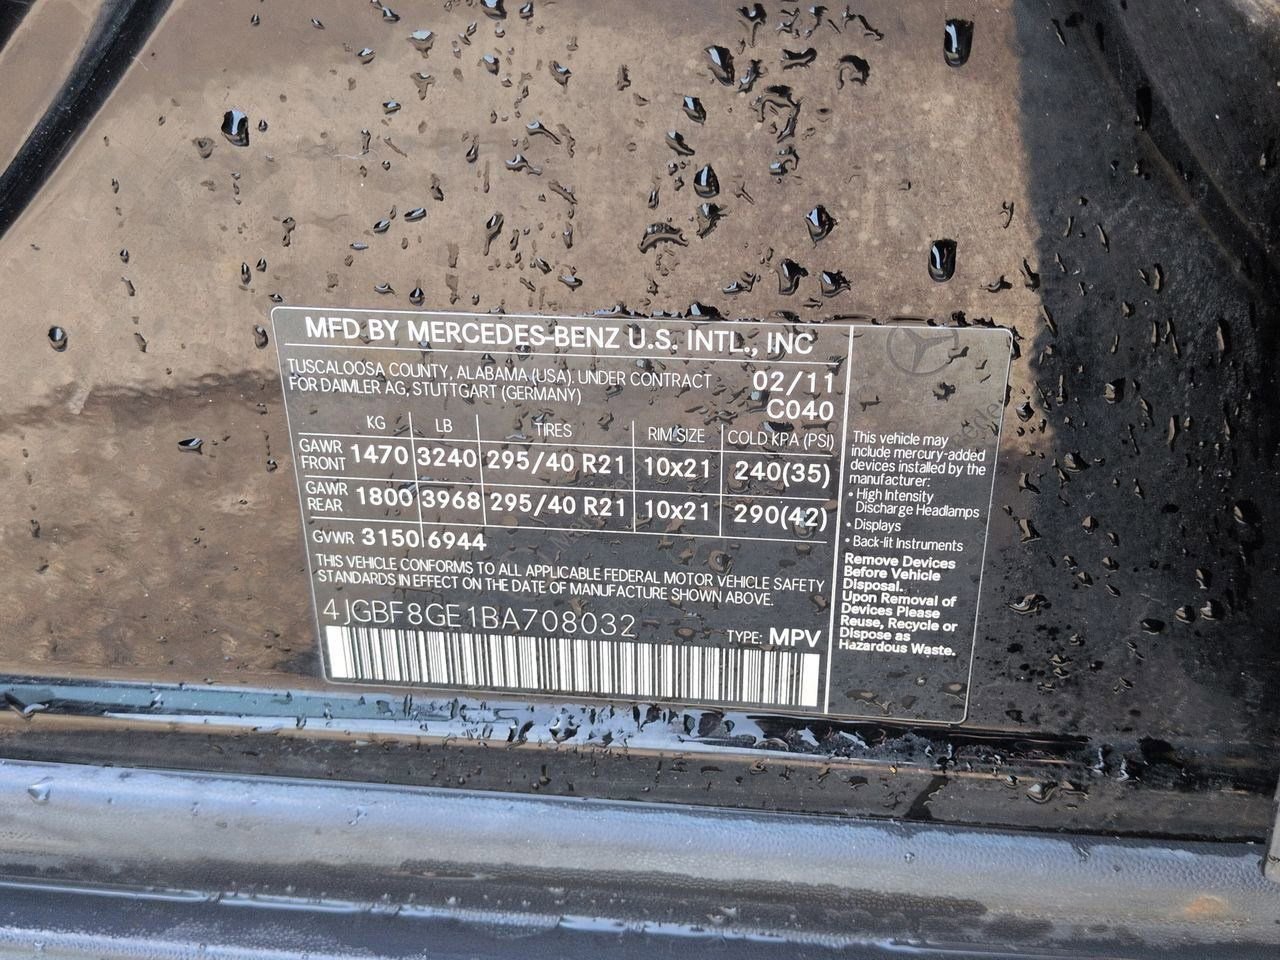 MFD BY MERCEDES-BENZ U.S. INTL., INC
TUSCALOOSA COUNTY, ALABAMA (USA). UNDER CONTRACT
FOR DAIMLER AG, STUTTGART (GERMANY)
02/11
C040
KG LB TIRES RIM SIZE COLD KPA (PSI)
GAWR FRONT 1470 3240 295/40 R21 10x21 240(35)
GAWR REAR 1800 3968 295/40 R21 10x21 290(42)
GVWR 3150 6944
THIS VEHICLE CONFORMS TO ALL APPLICABLE FEDERAL MOTOR VEHICLE SAFETY
STANDARDS IN EFFECT ON THE DATE OF MANUFACTURE SHOWN ABOVE.
4JGBF8GE1BA708032
TYPE: MPV
This vehicle may
include mercury-added
devices installed by the
manufacturer:
• High Intensity
Discharge Headlamps
• Displays
• Back-lit Instruments
Remove Devices
Before Vehicle
Disposal.
Upon Removal of
Devices Please
Reuse, Recycle or
Dispose as
Hazardous Waste.